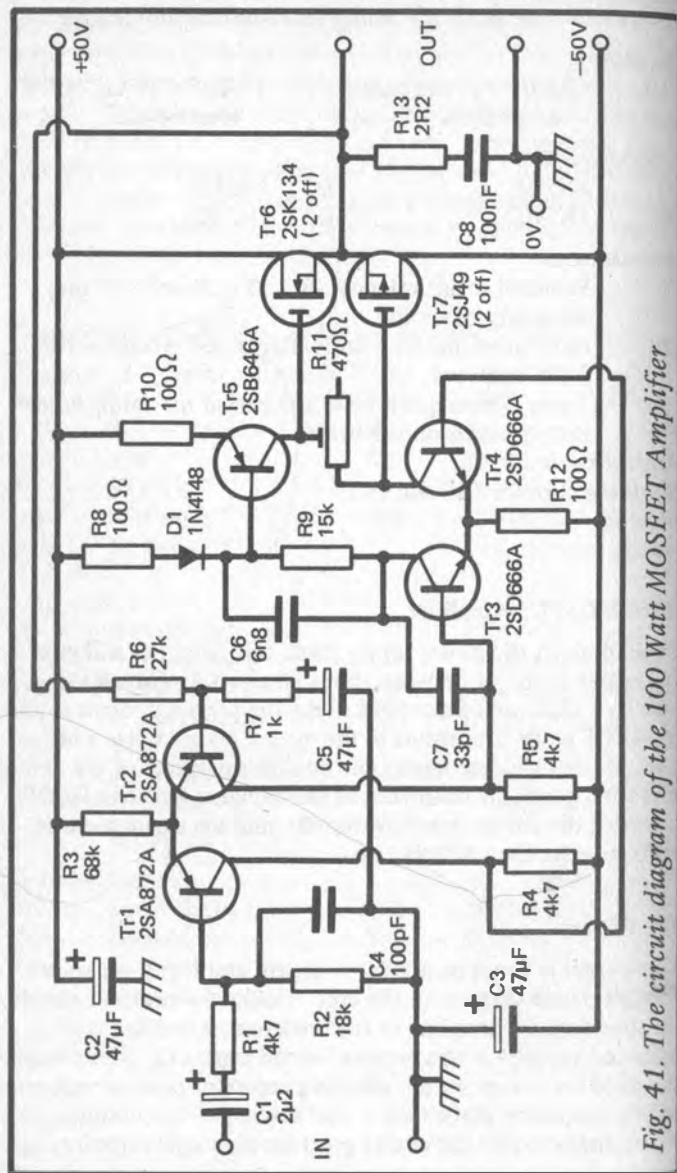 +50V
OUT
0V
−50V
R13
2R2
C8
100nF
Tr6
2SK134
(2 off)
Tr7
2SJ49
(2 off)
R10
100Ω
Tr5
2SB646A
R11
470Ω
Tr4
2SD666A
R12
100Ω
R8
100Ω
D1
1N4148
R9
15k
Tr3
2SD666A
C6
6n8
C7
33pF
R6
27k
R7
1k
C5
+
47μF
Tr2
2SA872A
R3
68k
Tr1
2SA872A
R5
4k7
R4
4k7
C2
+
47μF
C4
100pF
R2
18k
C3
+
47μF
R1
4k7
C1
+
2μ2
IN
Fig. 41. The circuit diagram of the 100 Watt MOSFET Amplifier